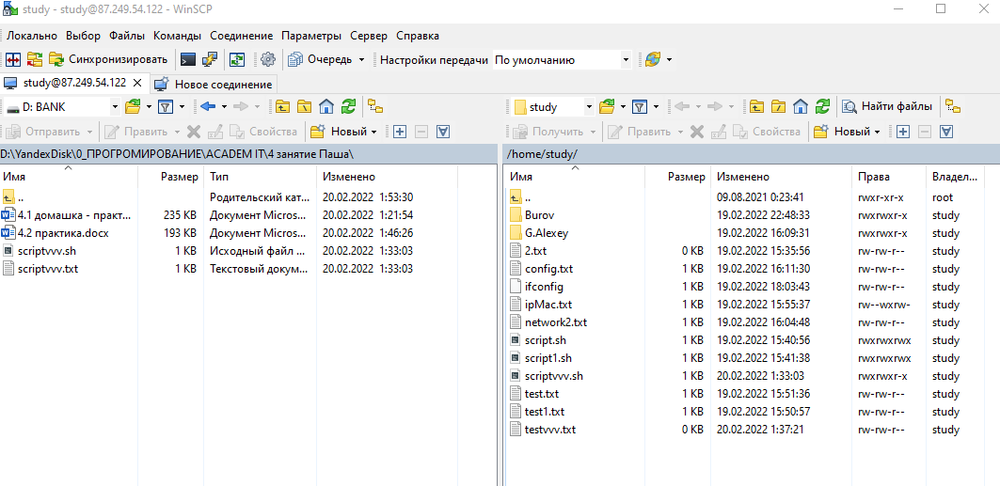 study - study@87.249.54.122 - WinSCP
Локально Выбор Файлы Команды Соединение Параметры Сервер Справка
Синхронизировать Очередь Настройки передачи По умолчанию
study@87.249.54.122 Новое соединение
D: BANK study Найти файлы
Отправить Править Свойства Новый Получить Править Свойства Новый
D:\YandexDisk\0_ПРОГРОМИРОВАНИЕ\ACADEM IT\4 занятие Паша\ /home/study/
Имя Размер Тип Изменено Имя Размер Изменено Права Владел...
.. Родительский кат... 20.02.2022 1:53:30 .. 09.08.2021 0:23:41 rwxr-xr-x root
4.1 домашка - практ... 235 KB Документ Micros... 20.02.2022 1:21:54 Burov 19.02.2022 22:48:33 rwxrwxr-x study
4.2 практика.docx 193 KB Документ Micros... 20.02.2022 1:46:26 G.Alexey 19.02.2022 16:09:31 rwxrwxr-x study
scriptvvv.sh 1 KB Исходный файл ... 20.02.2022 1:33:03 2.txt 0 KB 19.02.2022 15:35:56 rw-rw-r-- study
scriptvvv.txt 1 KB Текстовый докум... 20.02.2022 1:33:03 config.txt 1 KB 19.02.2022 16:11:30 rw-rw-r-- study
ifconfig 1 KB 19.02.2022 18:03:43 rw-rw-r-- study
ipMac.txt 1 KB 19.02.2022 15:55:37 rw--wxrw- study
network2.txt 1 KB 19.02.2022 16:04:48 rw-rw-r-- study
script.sh 1 KB 19.02.2022 15:40:56 rwxrwxrwx study
script1.sh 1 KB 19.02.2022 15:41:38 rwxrwxrwx study
scriptvvv.sh 1 KB 20.02.2022 1:33:03 rwxrwxr-x study
test.txt 1 KB 19.02.2022 15:51:36 rw-rw-r-- study
test1.txt 1 KB 19.02.2022 15:50:57 rw-rw-r-- study
testvvv.txt 0 KB 20.02.2022 1:37:21 rw-rw-r-- study